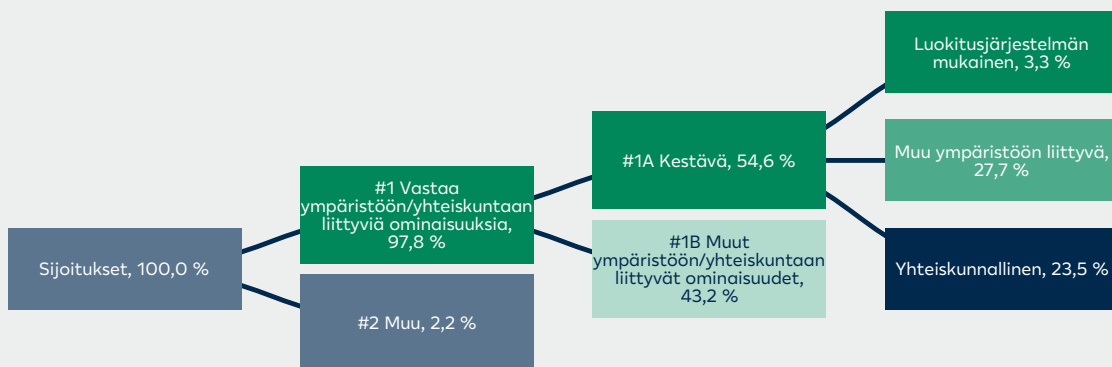 Sijoitukset, 100,0 %
#1 Vastaa
ympäristöön/yhteiskuntaan
liittyviä ominaisuuksia,
97,8 %
#2 Muu, 2,2 %
#1A Kestävä, 54,6 %
#1B Muut
ympäristöön/yhteiskuntaan
liittyvät ominaisuudet,
43,2 %
Luokitusjärjestelmän
mukainen, 3,3 %
Muu ympäristöön liittyvä,
27,7 %
Yhteiskunnallinen, 23,5 %